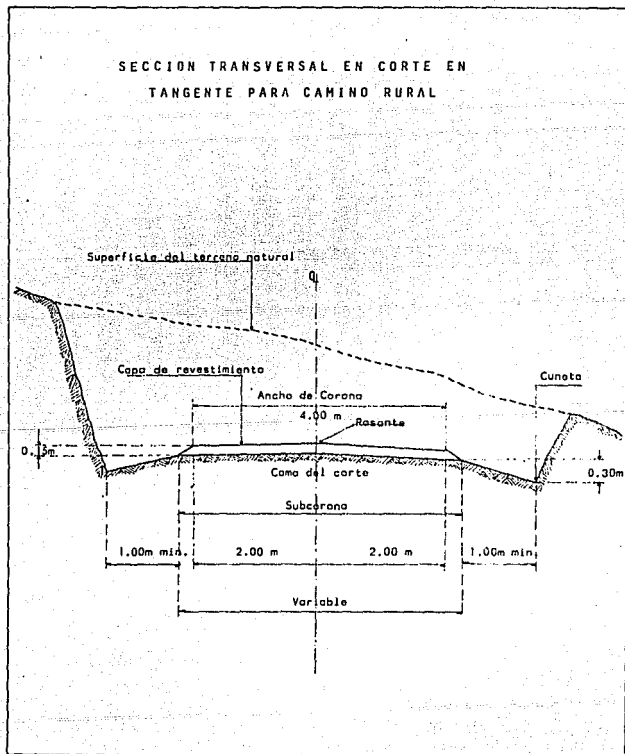 SECCION TRANSVERSAL EN CORTE EN
TANGENTE PARA CAMINO RURAL
Superficie del terreno natural
Capa de revestimiento
Cuneta
Ancho de Corona
4.00 m
Rasante
Cama del corte
0.30m
Subcorona
1.00m min.
2.00 m
2.00 m
1.00m min.
Variable